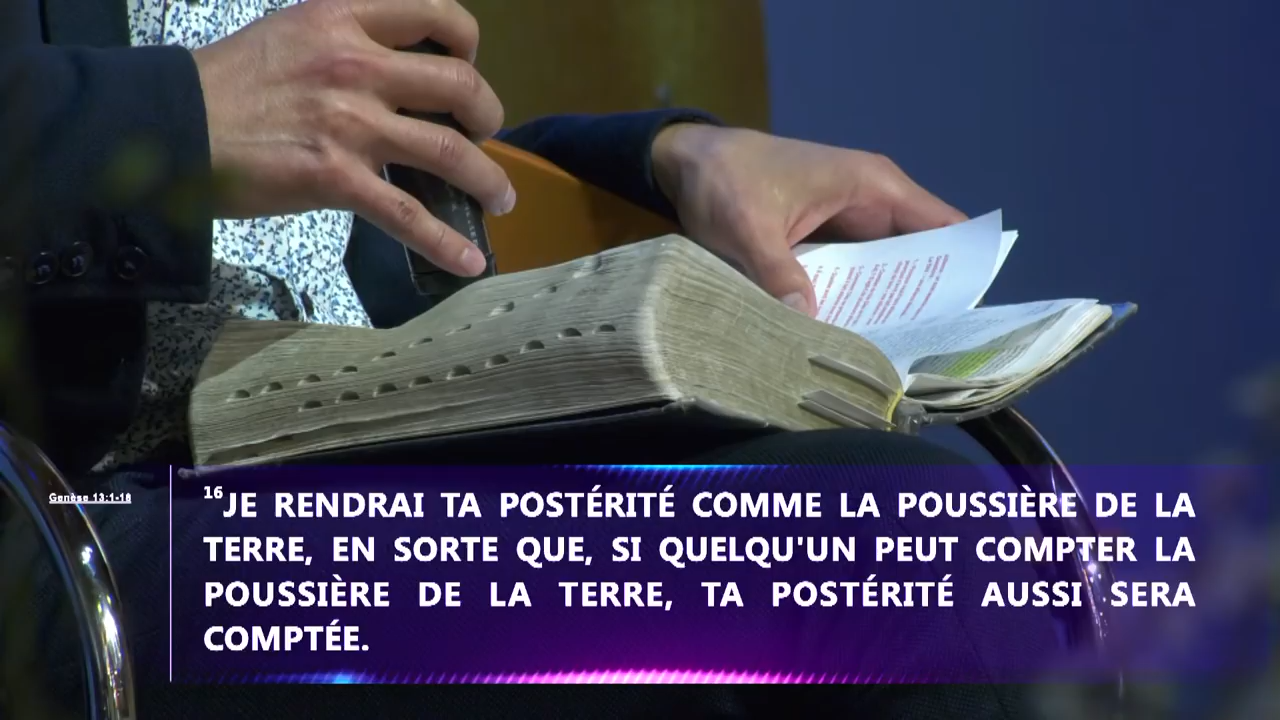 Genèse 13:1-18
16JE RENDRAI TA POSTÉRITÉ COMME LA POUSSIÈRE DE LA
TERRE, EN SORTE QUE, SI QUELQU'UN PEUT COMPTER LA
POUSSIÈRE DE LA TERRE, TA POSTÉRITÉ AUSSI SERA
COMPTÉE.